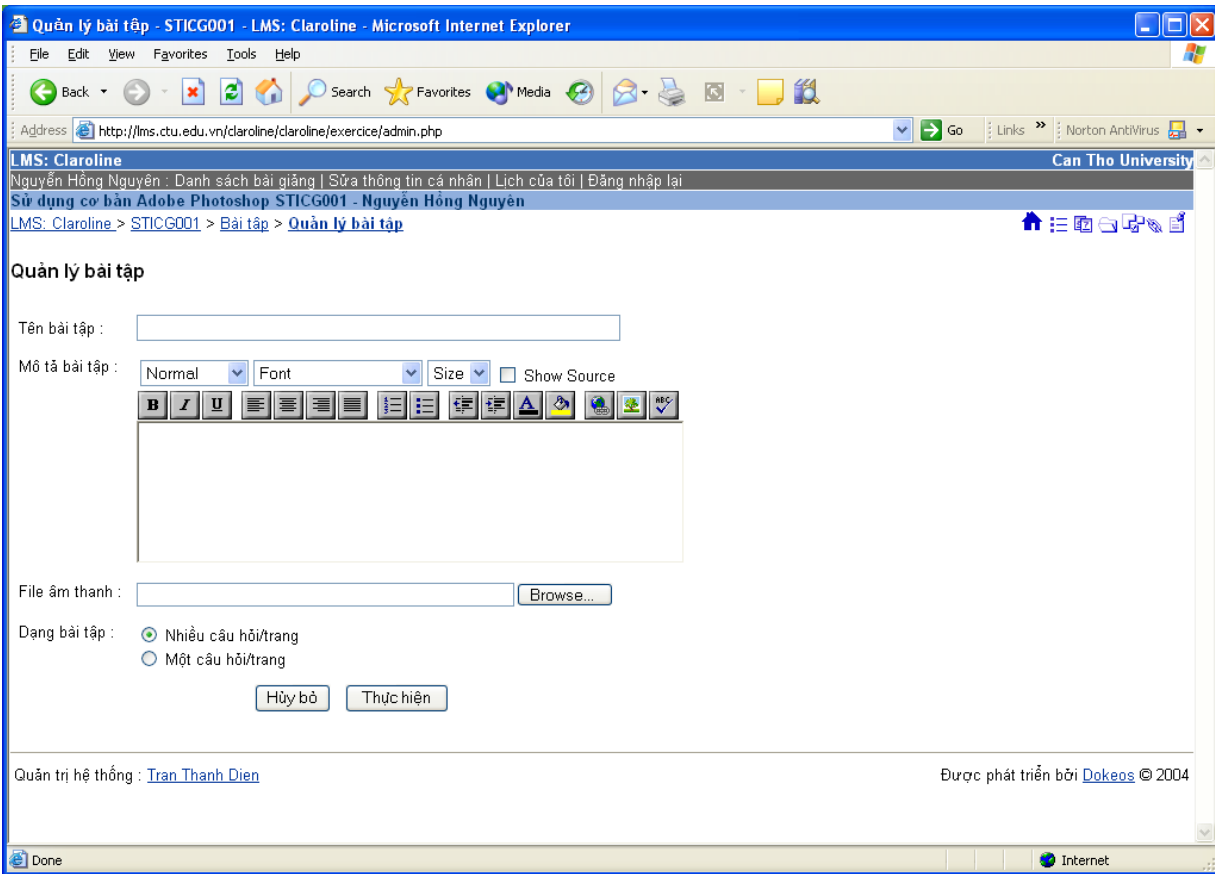 Quản lý bài tập - STICG001 - LMS: Claroline - Microsoft Internet Explorer
File Edit View Favorites Tools Help
Back Search Favorites Media
Address http://lms.ctu.edu.vn/claroline/claroline/exercice/admin.php Go Links » Norton AntiVirus
LMS: Claroline Can Tho University
Nguyễn Hồng Nguyên : Danh sách bài giảng | Sửa thông tin cá nhân | Lịch của tôi | Đăng nhập lại
Sử dụng cơ bản Adobe Photoshop STICG001 - Nguyễn Hồng Nguyên
LMS: Claroline > STICG001 > Bài tập > Quản lý bài tập
Quản lý bài tập
Tên bài tập :
Mô tả bài tập : Normal Font Size Show Source
B I U A ABC
File âm thanh : Browse...
Dạng bài tập : Nhiều câu hỏi/trang
Một câu hỏi/trang
Hủy bỏ Thực hiện
Quản trị hệ thống : Tran Thanh Dien Được phát triển bởi Dokeos © 2004
Done Internet